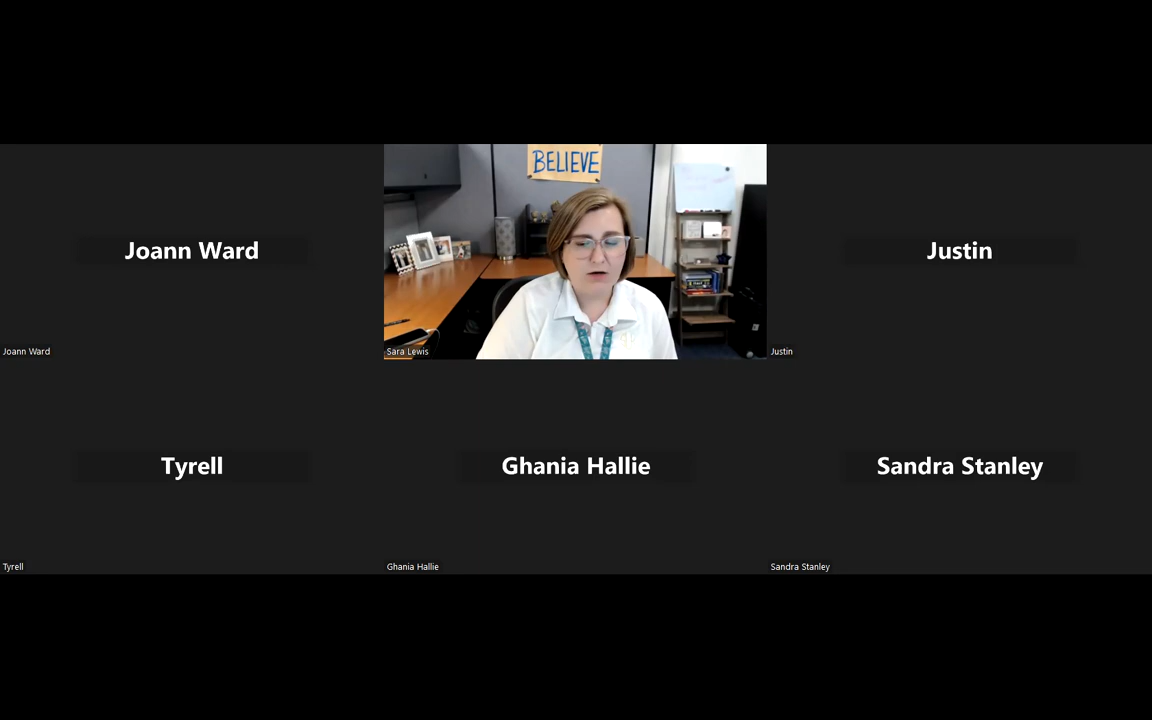 BELIEVE
Joann Ward
Justin
Joann Ward
Sara Lewis
Justin
Tyrell
Ghania Hallie
Sandra Stanley
Tyrell
Ghania Hallie
Sandra Stanley